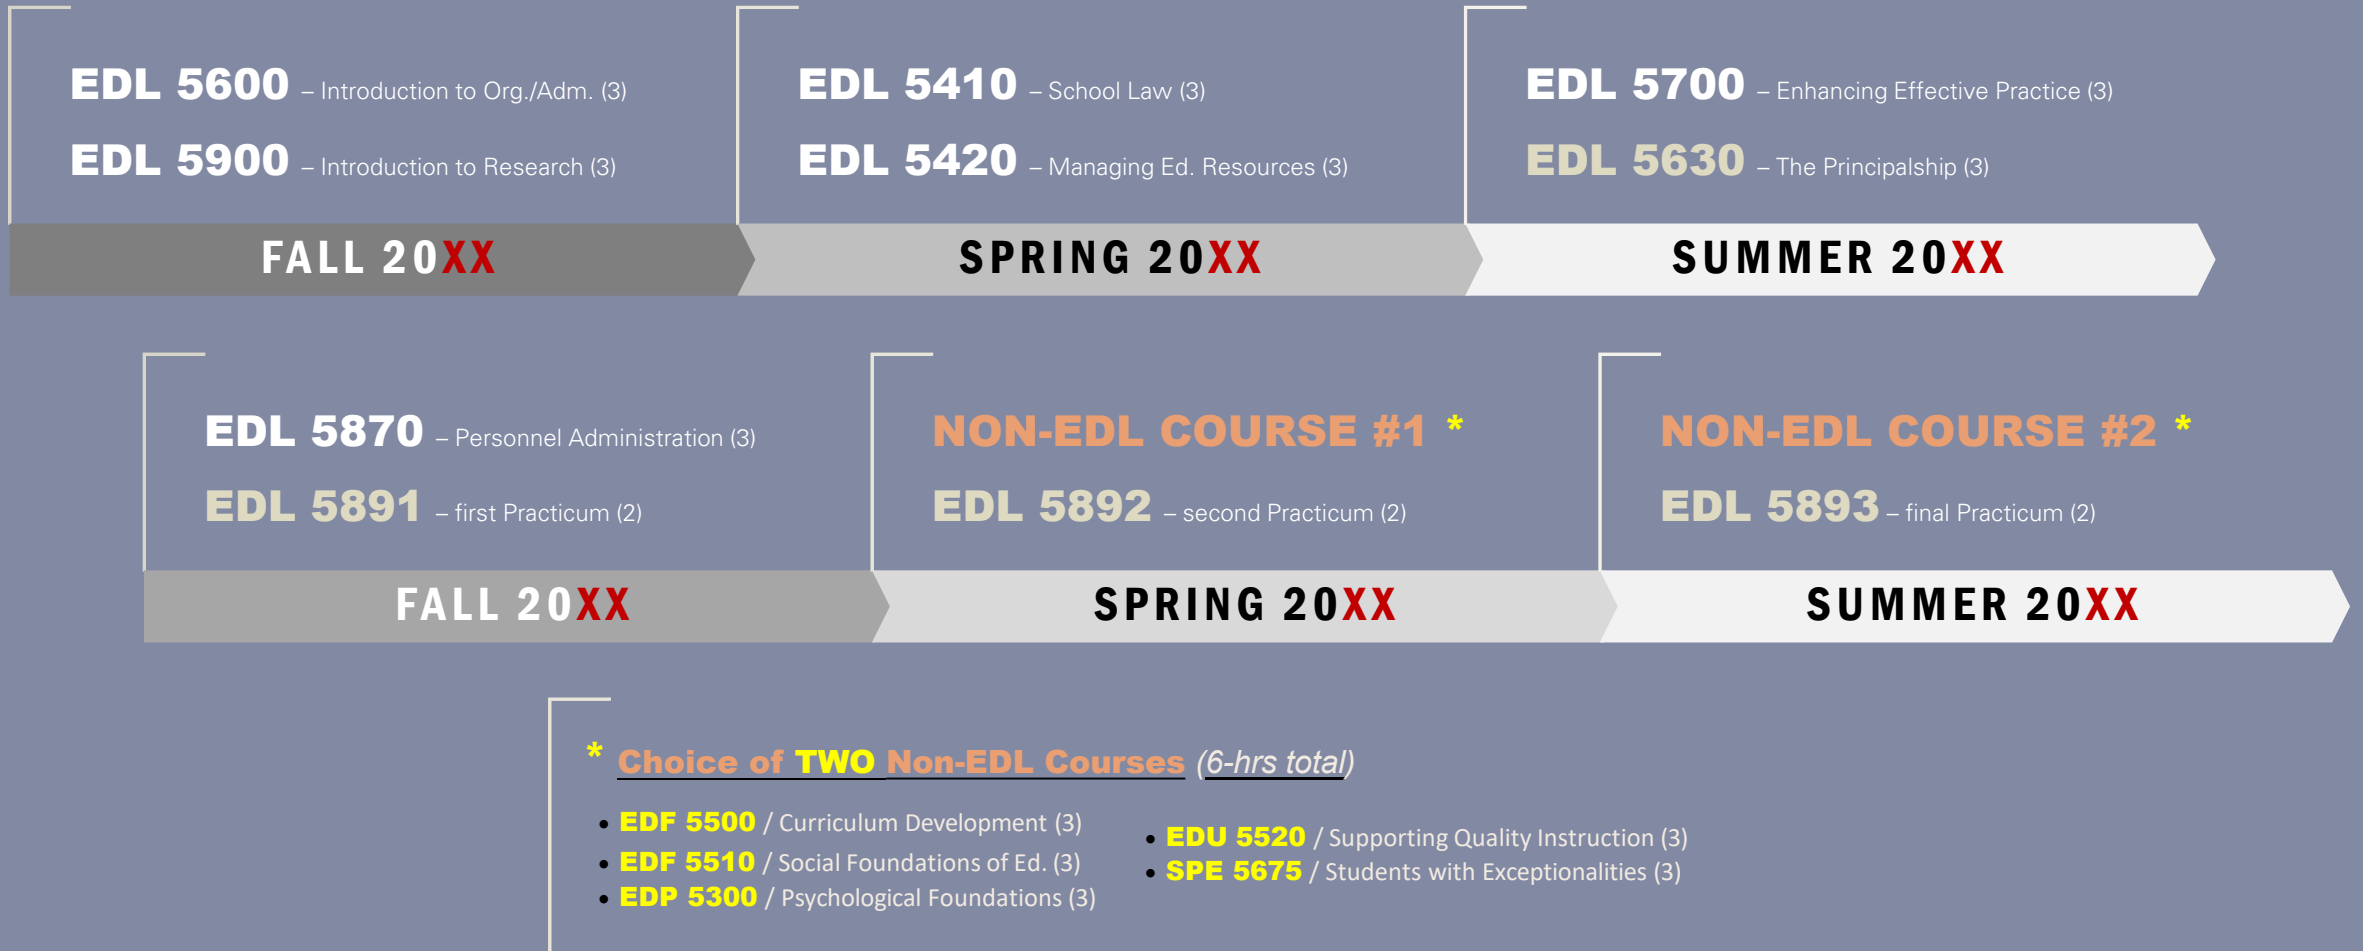 EDL 5600 – Introduction to Org./Adm. (3)
EDL 5900 – Introduction to Research (3)
FALL 20XX
EDL 5410 – School Law (3)
EDL 5420 – Managing Ed. Resources (3)
SPRING 20XX
EDL 5700 – Enhancing Effective Practice (3)
EDL 5630 – The Principalship (3)
SUMMER 20XX
EDL 5870 – Personnel Administration (3)
EDL 5891 – first Practicum (2)
FALL 20XX
NON-EDL COURSE #1 *
EDL 5892 – second Practicum (2)
SPRING 20XX
NON-EDL COURSE #2 *
EDL 5893 – final Practicum (2)
SUMMER 20XX
* Choice of TWO Non-EDL Courses (6-hrs total)
• EDF 5500 / Curriculum Development (3)
• EDF 5510 / Social Foundations of Ed. (3)
• EDP 5300 / Psychological Foundations (3)
• EDU 5520 / Supporting Quality Instruction (3)
• SPE 5675 / Students with Exceptionalities (3)